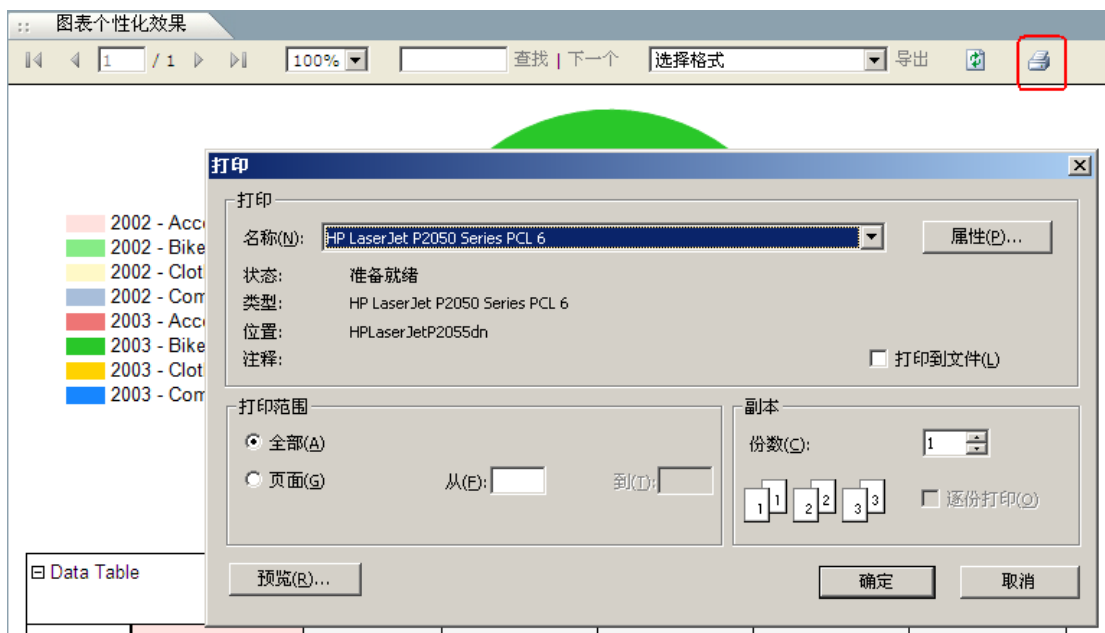 图表个性化效果
1 / 1 100% 查找 | 下一个 选择格式 导出
打印
打印
名称(N): HP LaserJet P2050 Series PCL 6 属性(P)...
状态: 准备就绪
类型: HP LaserJet P2050 Series PCL 6
位置: HPLaserJetP2055dn
注释: 打印到文件(L)
2002 - Acc
2002 - Bike
2002 - Clot
2002 - Com
2003 - Acc
2003 - Bike
2003 - Clot
2003 - Com
打印范围
全部(A)
页面(G) 从(F): 到(T):
副本
份数(C): 1
1 1 2 2 3 3 逐份打印(O)
Data Table
预览(R)... 确定 取消